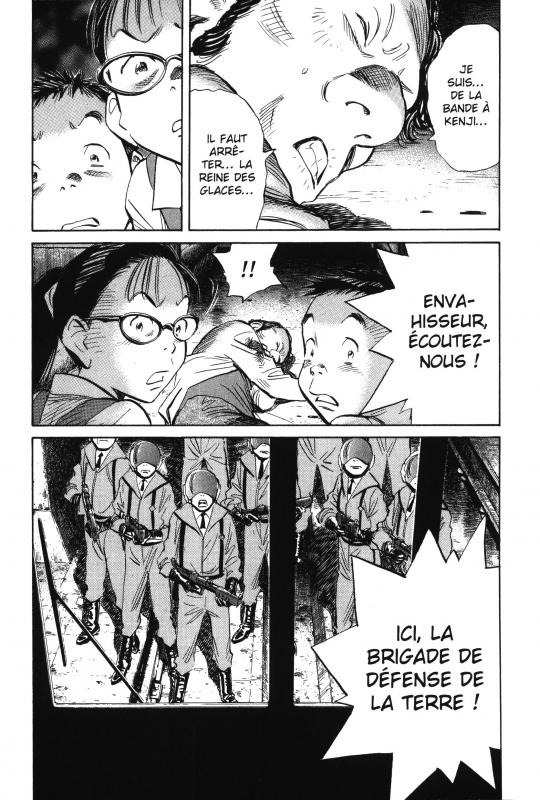 JE
SUIS...
DE LA
BANDE À
KENJI...
IL FAUT
ARRÊ-
TER... LA
REINE DES
GLACES...
!!
ENVA-
HISSEUR,
ÉCOUTEZ-
NOUS !
ICI, LA
BRIGADE DE
DÉFENSE DE
LA TERRE !